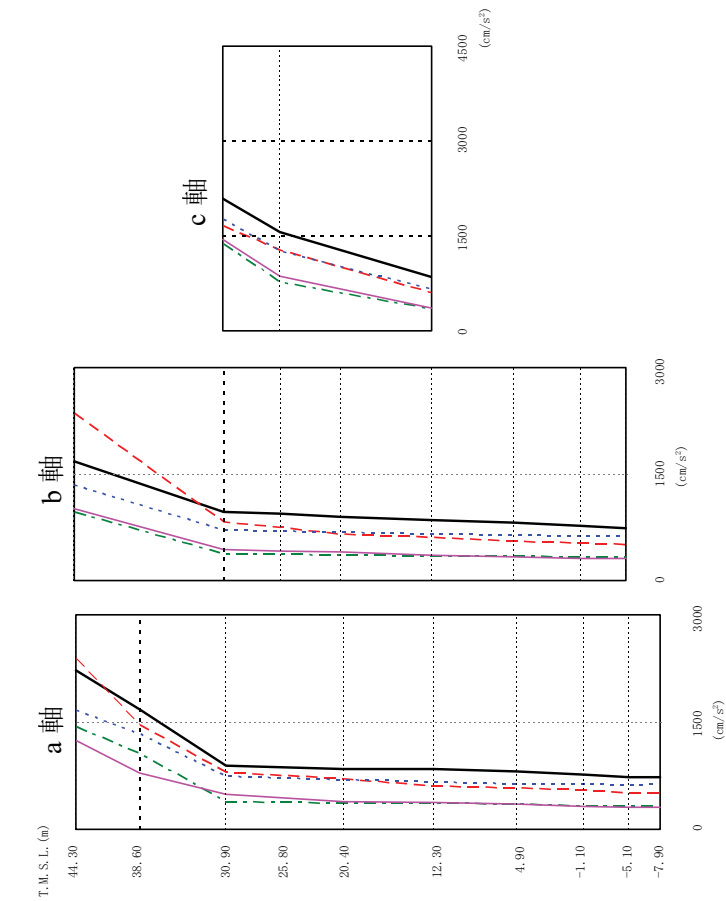 T.M.S.L.(m)
44.30
38.60
30.90
25.80
20.40
12.30
4.90
-1.10
-5.10
-7.90
a 軸
0
1500
3000
(cm/s²)
b 軸
0
1500
3000
(cm/s²)
c 軸
0
1500
3000
4500
(cm/s²)